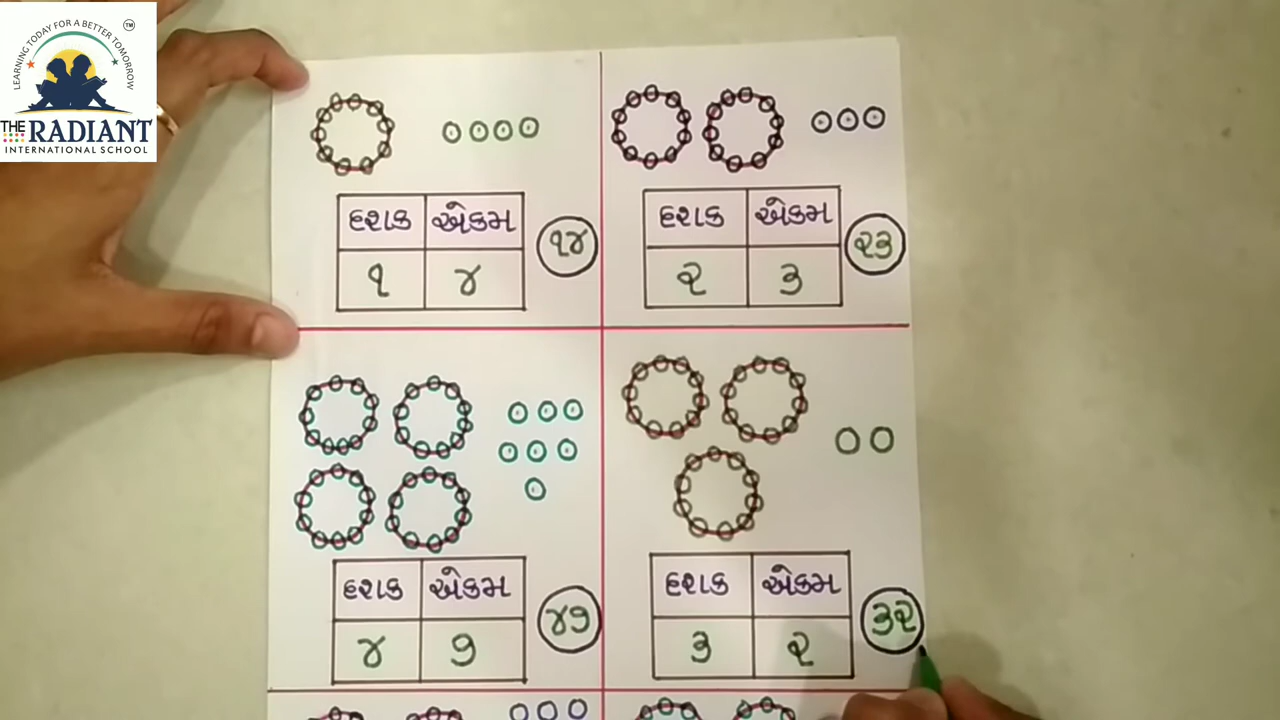 LEARNING TODAY FOR A BETTER TOMORROW
TM
THE RADIANT
INTERNATIONAL SCHOOL
દશક એકમ
૧ ૪
૧૪
દશક એકમ
૨ ૩
૨૩
દશક એકમ
૪ ૭
૪૭
દશક એકમ
૩ ૨
૩૨